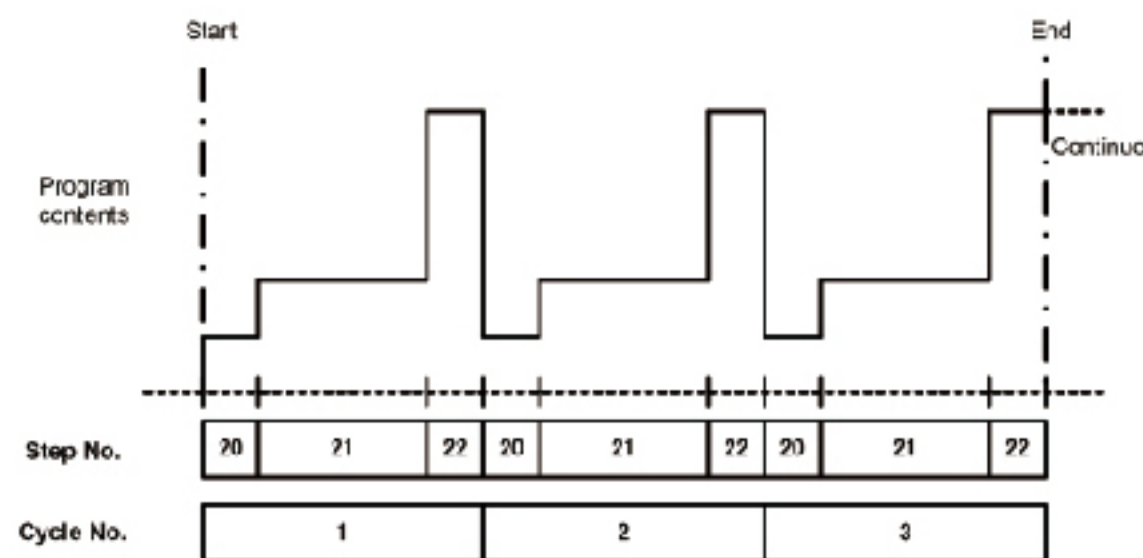 Start
End
Continuc
Program
contents
Step No. 20 21 22 20 21 22 20 21 22
Cycle No. 1 2 3